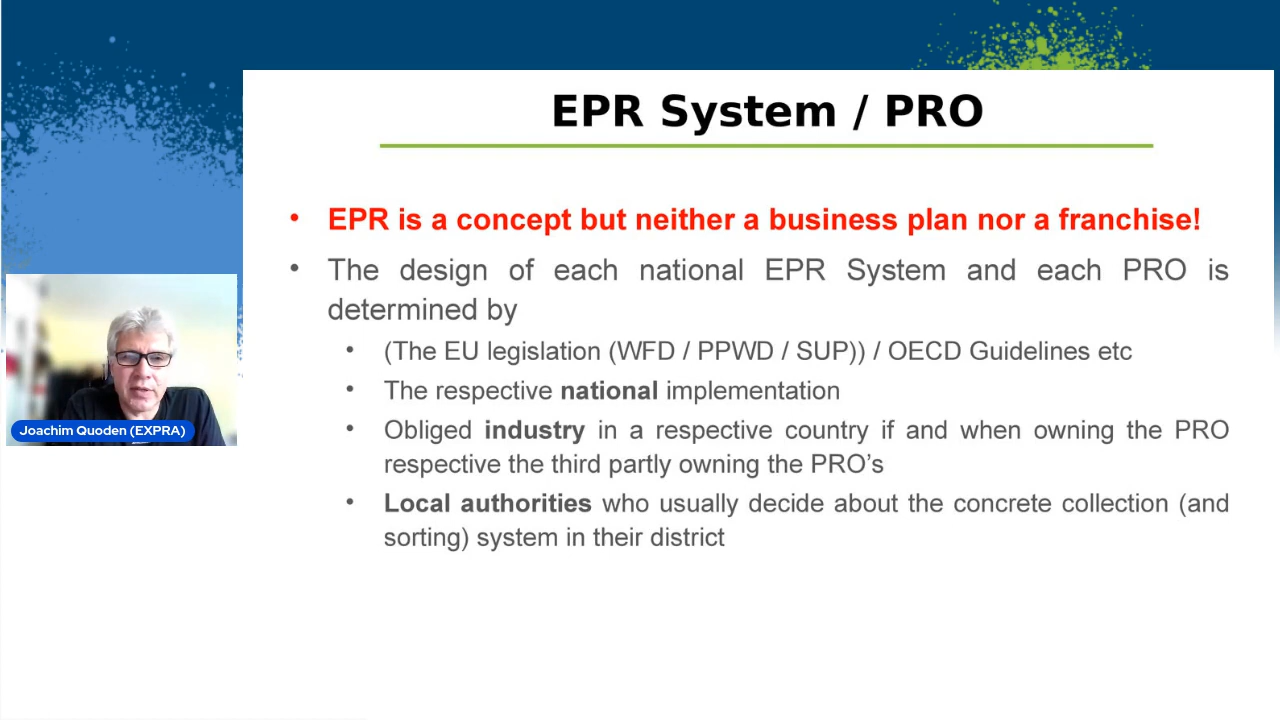 EPR System / PRO
• EPR is a concept but neither a business plan nor a franchise!
• The design of each national EPR System and each PRO is
determined by
• (The EU legislation (WFD / PPWD / SUP)) / OECD Guidelines etc
• The respective national implementation
• Obliged industry in a respective country if and when owning the PRO
respective the third partly owning the PRO’s
• Local authorities who usually decide about the concrete collection (and
sorting) system in their district
Joachim Quoden (EXPRA)